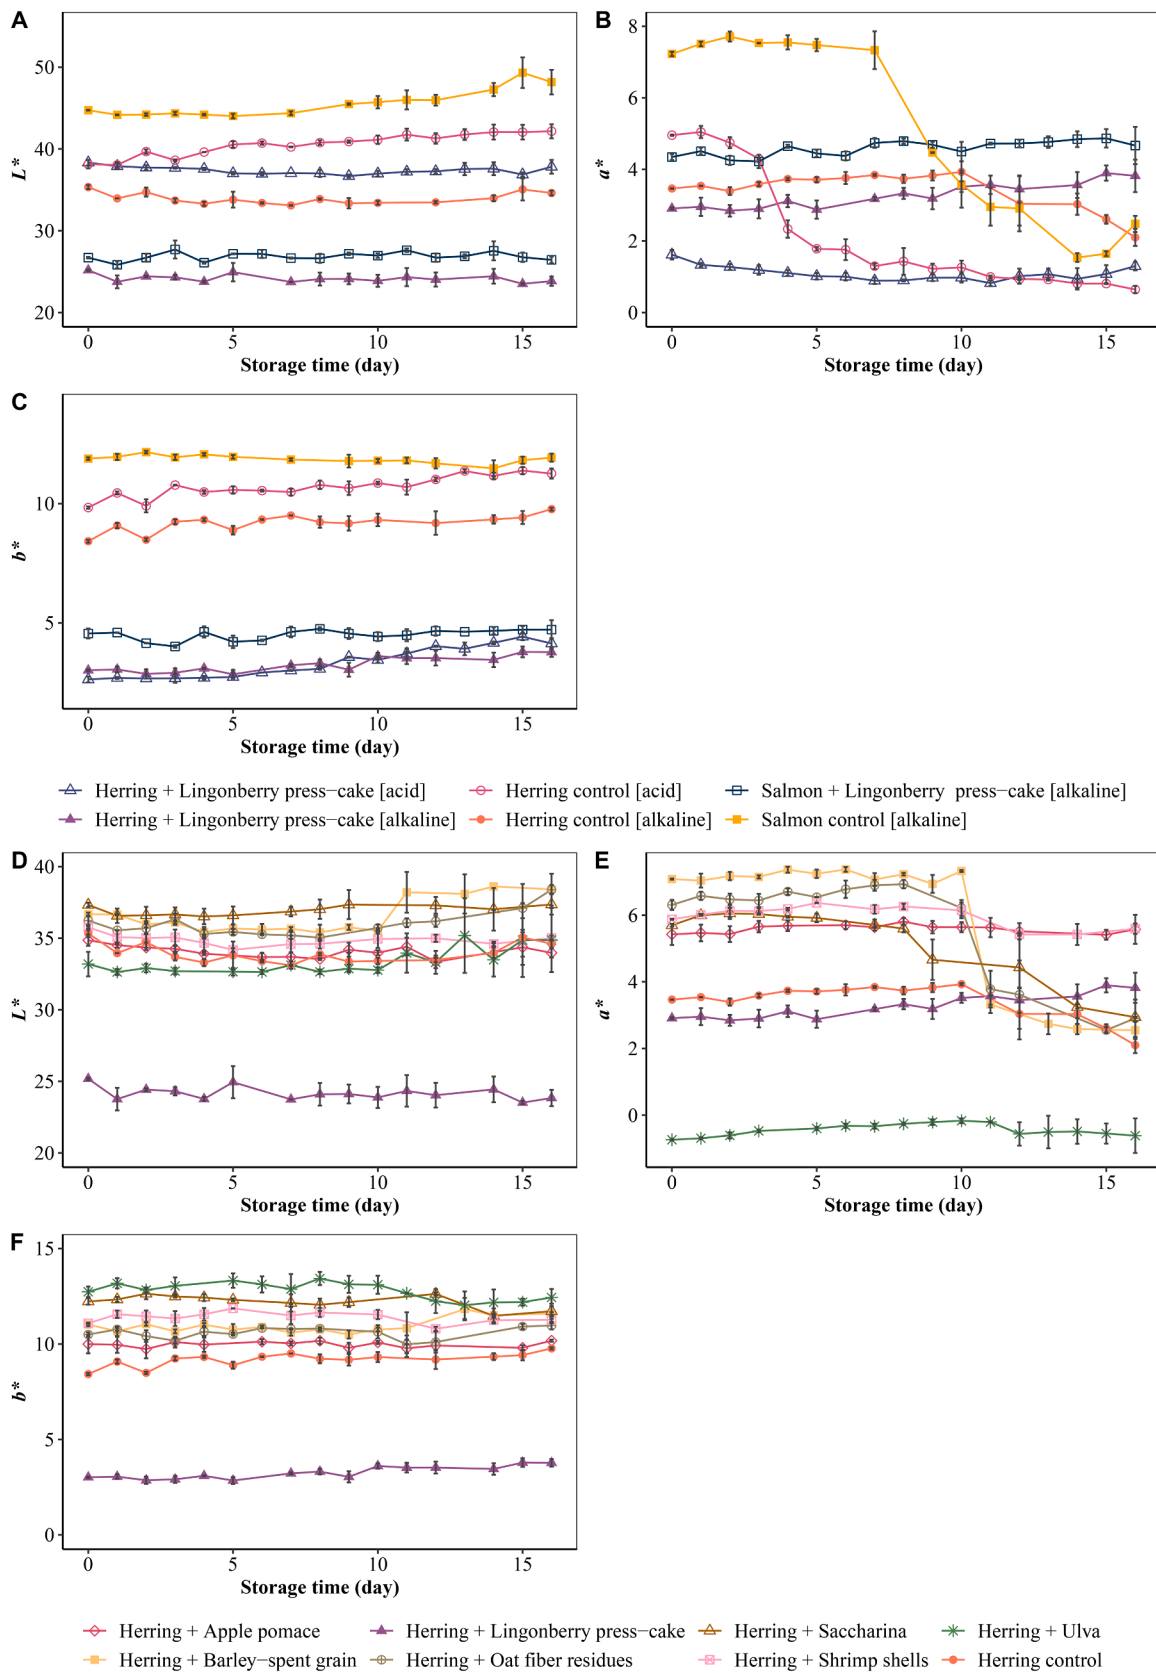 A
B
50
40
30
20
L*
0
5
10
15
Storage time (day)
8
6
4
2
0
a*
0
5
10
15
Storage time (day)
C
10
5
b*
0
5
10
15
Storage time (day)
Herring + Lingonberry press−cake [acid]
Herring control [acid]
Salmon + Lingonberry press−cake [alkaline]
Herring + Lingonberry press−cake [alkaline]
Herring control [alkaline]
Salmon control [alkaline]
D
E
40
35
30
25
20
L*
0
5
10
15
Storage time (day)
6
4
2
0
a*
0
5
10
15
Storage time (day)
F
15
10
5
0
b*
0
5
10
15
Storage time (day)
Herring + Apple pomace
Herring + Lingonberry press−cake
Herring + Saccharina
Herring + Ulva
Herring + Barley−spent grain
Herring + Oat fiber residues
Herring + Shrimp shells
Herring control